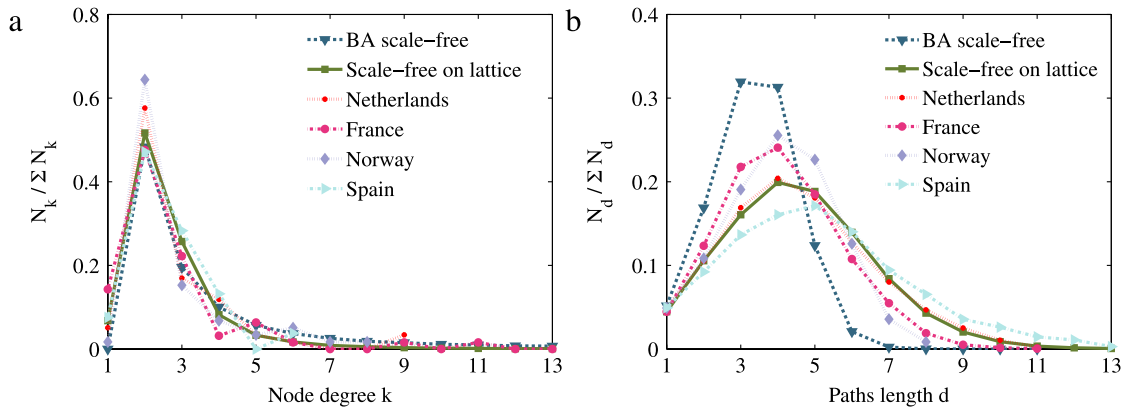 a
0.8
0.6
0.4
0.2
0
N_k / Σ N_k
BA scale−free
Scale−free on lattice
Netherlands
France
Norway
Spain
1 3 5 7 9 11 13
Node degree k
b
0.4
0.3
0.2
0.1
0
N_d / Σ N_d
BA scale−free
Scale−free on lattice
Netherlands
France
Norway
Spain
1 3 5 7 9 11 13
Paths length d